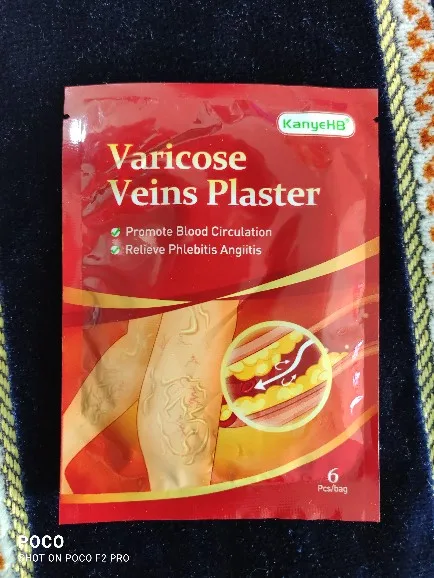 KanyeHB®
Varicose
Veins Plaster
Promote Blood Circulation
Relieve Phlebitis Angiitis
6
Pcs/bag
POCO
SHOT ON POCO F2 PRO